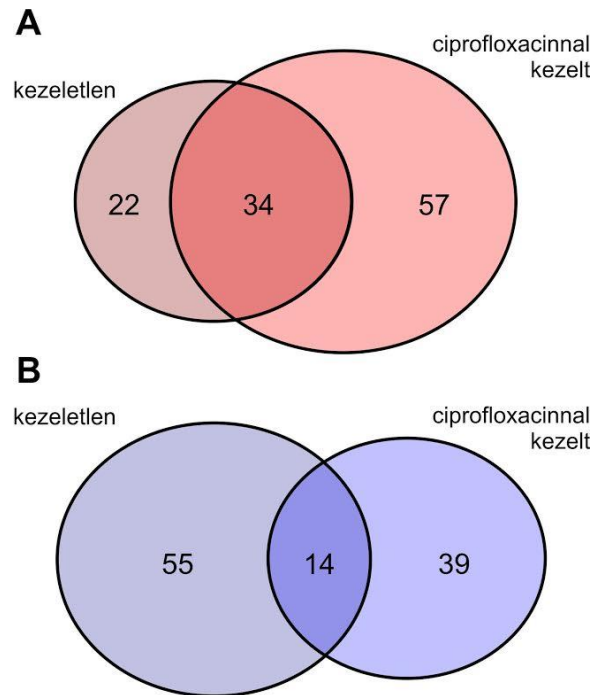 A
kezeletlen
ciprofloxacinnal
kezelt
22
34
57
B
kezeletlen
ciprofloxacinnal
kezelt
55
14
39